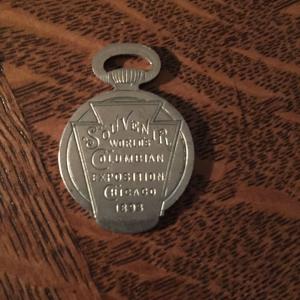 SOUVENIR
WORLD'S
COLUMBIAN
EXPOSITION
CHICAGO
1893